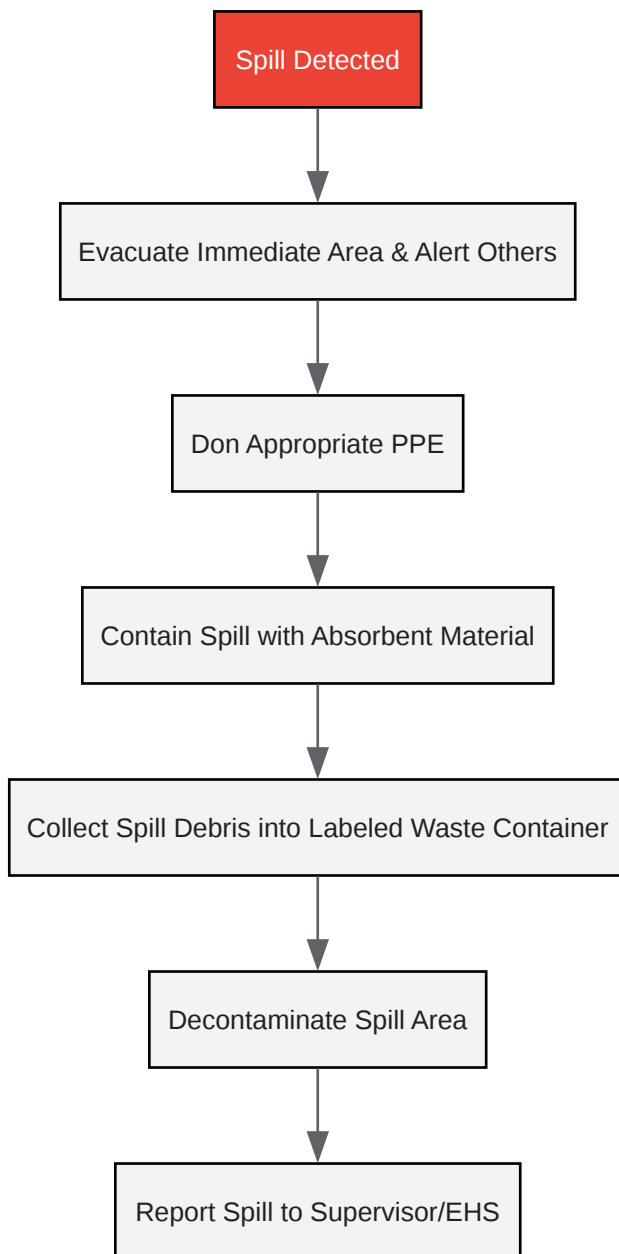 Spill Detected
Evacuate Immediate Area & Alert Others
Don Appropriate PPE
Contain Spill with Absorbent Material
Collect Spill Debris into Labeled Waste Container
Decontaminate Spill Area
Report Spill to Supervisor/EHS